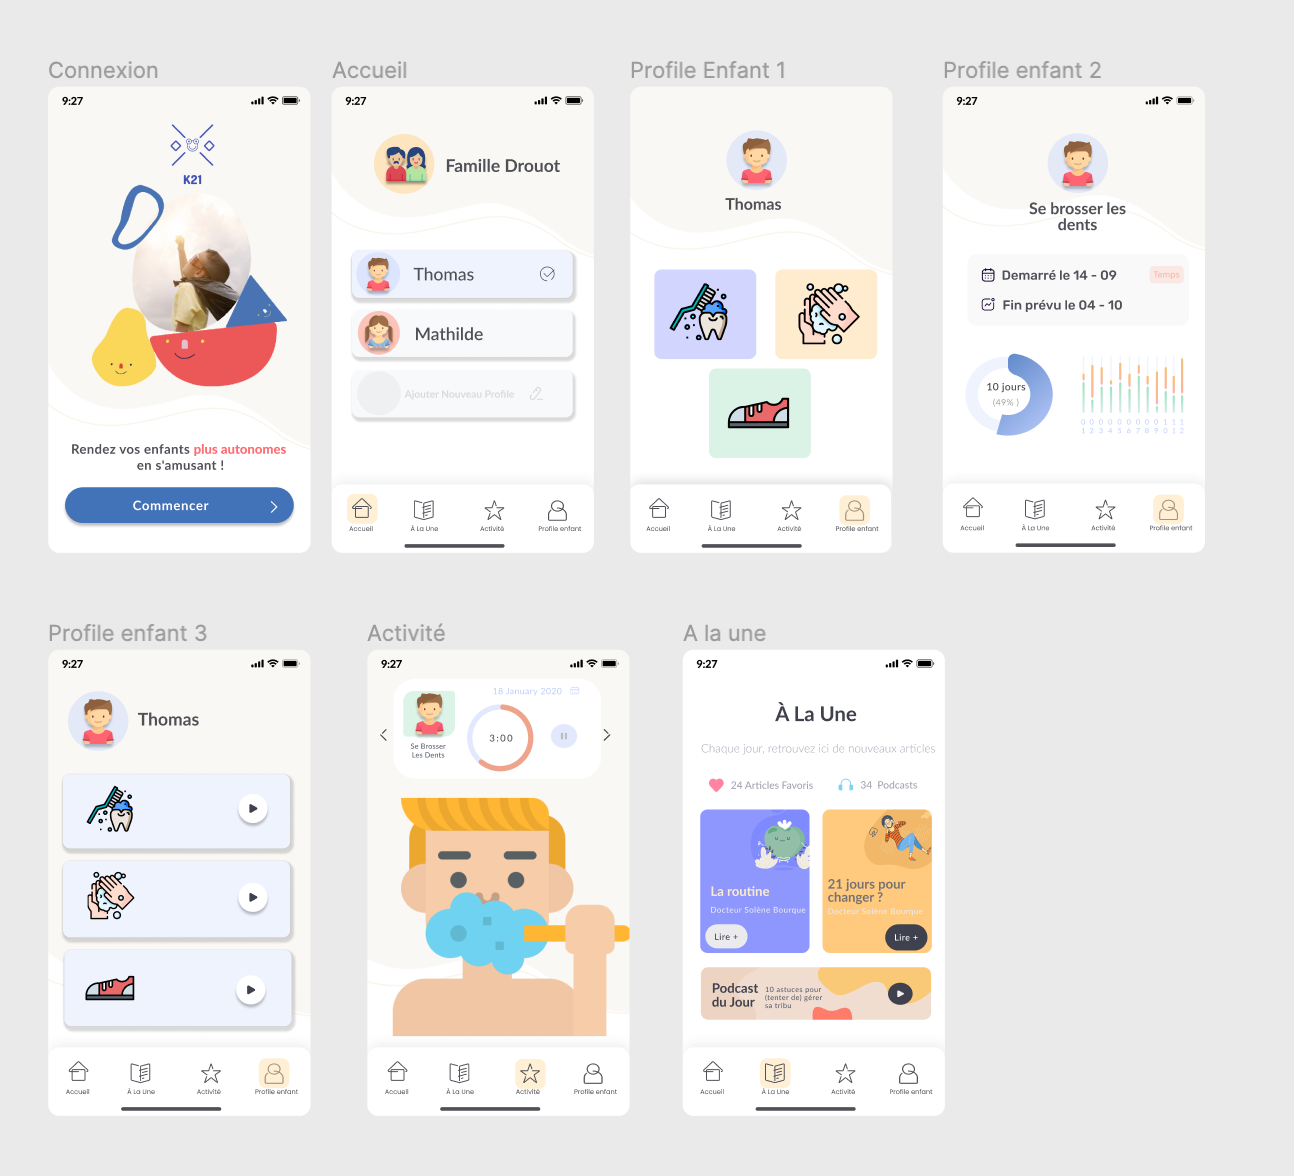 Connexion
9:27
K21
Rendez vos enfants plus autonomes
en s'amusant !
Commencer
Accueil
9:27
Famille Drouot
Thomas
Mathilde
Ajouter Nouveau Profile
Accueil
À La Une
Activité
Profile enfant
Profile Enfant 1
Thomas
Accueil
À La Une
Activité
Profile enfant
Profile enfant 2
9:27
Se brosser les
dents
Demarré le 14 - 09
Temps
Fin prévu le 04 - 10
10 jours
(49% )
0 0 0 0 0 0 0 0 0 1 1 1
1 2 3 4 5 6 7 8 9 0 1 2
Accueil
À La Une
Activité
Profile enfant
Profile enfant 3
9:27
Thomas
Accueil
À La Une
Activité
Profile enfant
Activité
9:27
18 January 2020
3:00
Se Brosser
Les Dents
Accueil
À La Une
Activité
Profile enfant
A la une
9:27
À La Une
Chaque jour, retrouvez ici de nouveaux articles
24 Articles Favoris
34 Podcasts
La routine
Docteur Solène Bourque
Lire +
21 jours pour
changer ?
Docteur Solène Bourque
Lire +
Podcast
du Jour
10 astuces pour
(tenter de) gérer
sa tribu
Accueil
À La Une
Activité
Profile enfant